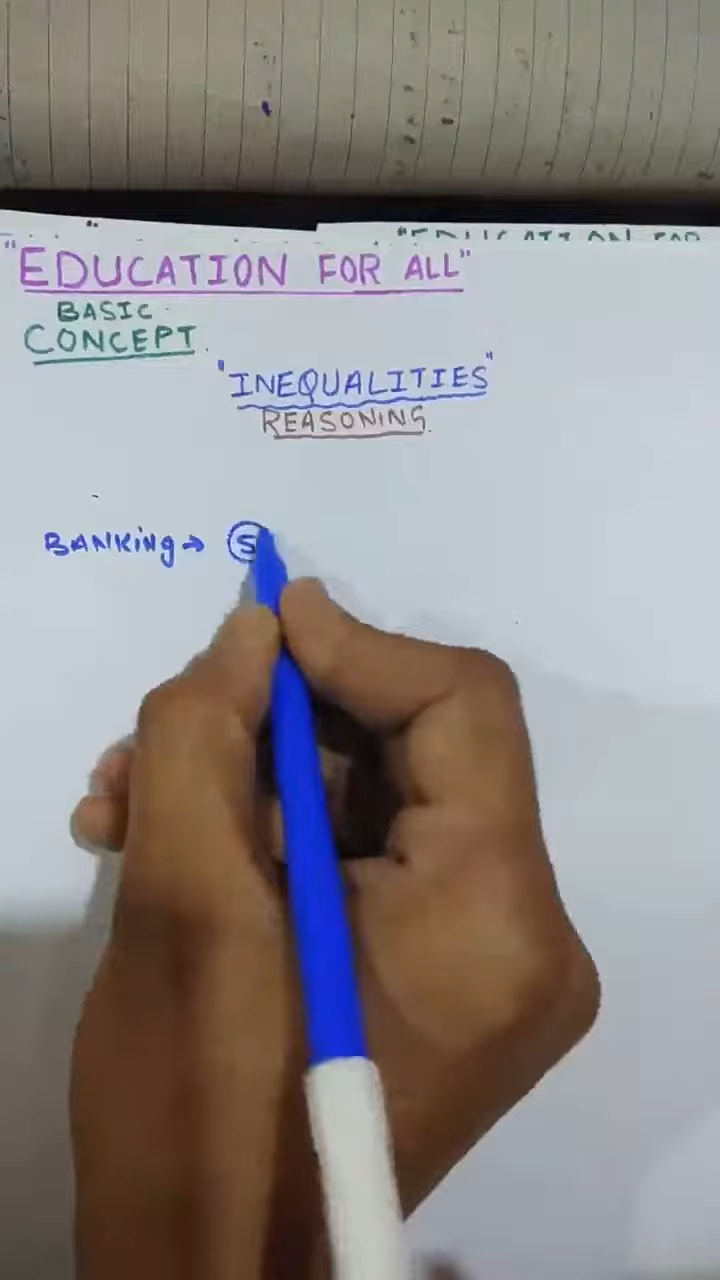 "EDUCATION FOR ALL"
BASIC
CONCEPT.
"INEQUALITIES"
REASONING.
BANKiNg → S